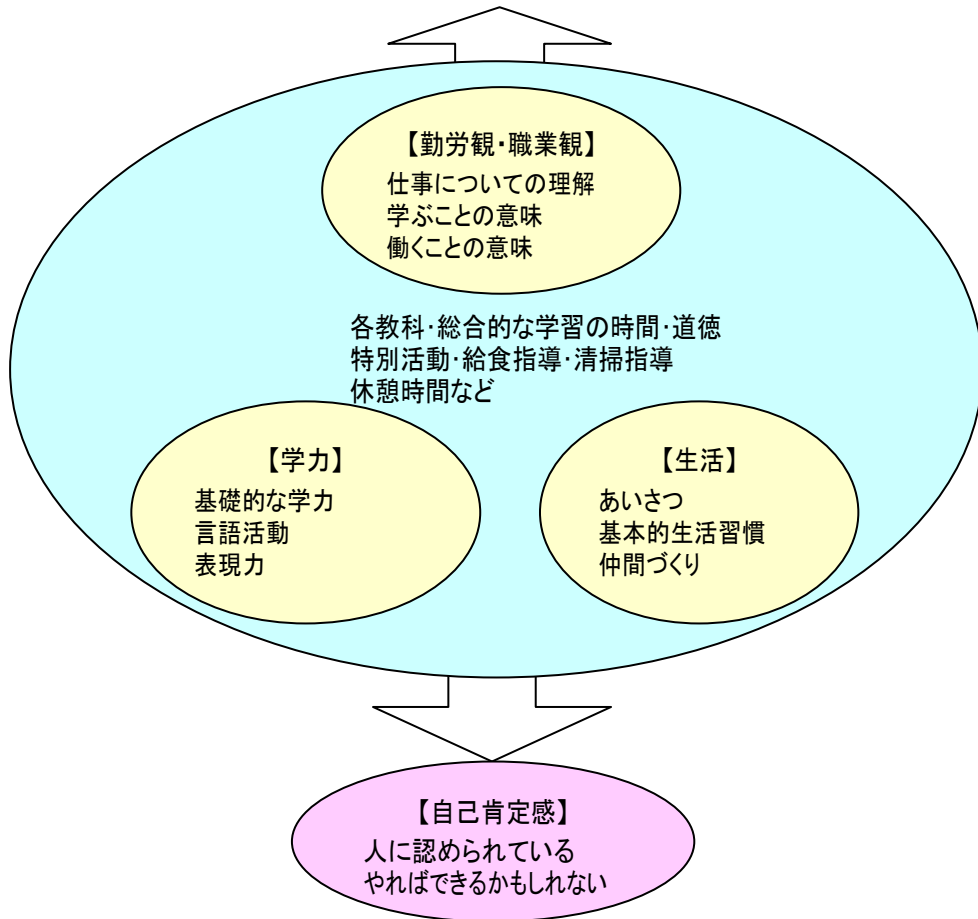 【勤労観・職業観】
仕事についての理解
学ぶことの意味
働くことの意味
各教科・総合的な学習の時間・道徳
特別活動・給食指導・清掃指導
休憩時間など
【学力】
基礎的な学力
言語活動
表現力
【生活】
あいさつ
基本的生活習慣
仲間づくり
【自己肯定感】
人に認められている
やればできるかもしれない